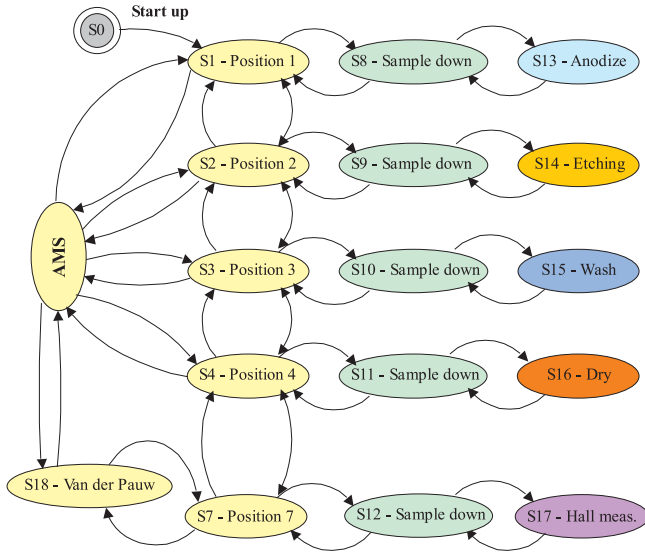 Start up
S0
S1 - Position 1
S8 - Sample down
S13 - Anodize
S2 - Position 2
S9 - Sample down
S14 - Etching
AMS
S3 - Position 3
S10 - Sample down
S15 - Wash
S4 - Position 4
S11 - Sample down
S16 - Dry
S18 - Van der Pauw
S7 - Position 7
S12 - Sample down
S17 - Hall meas.